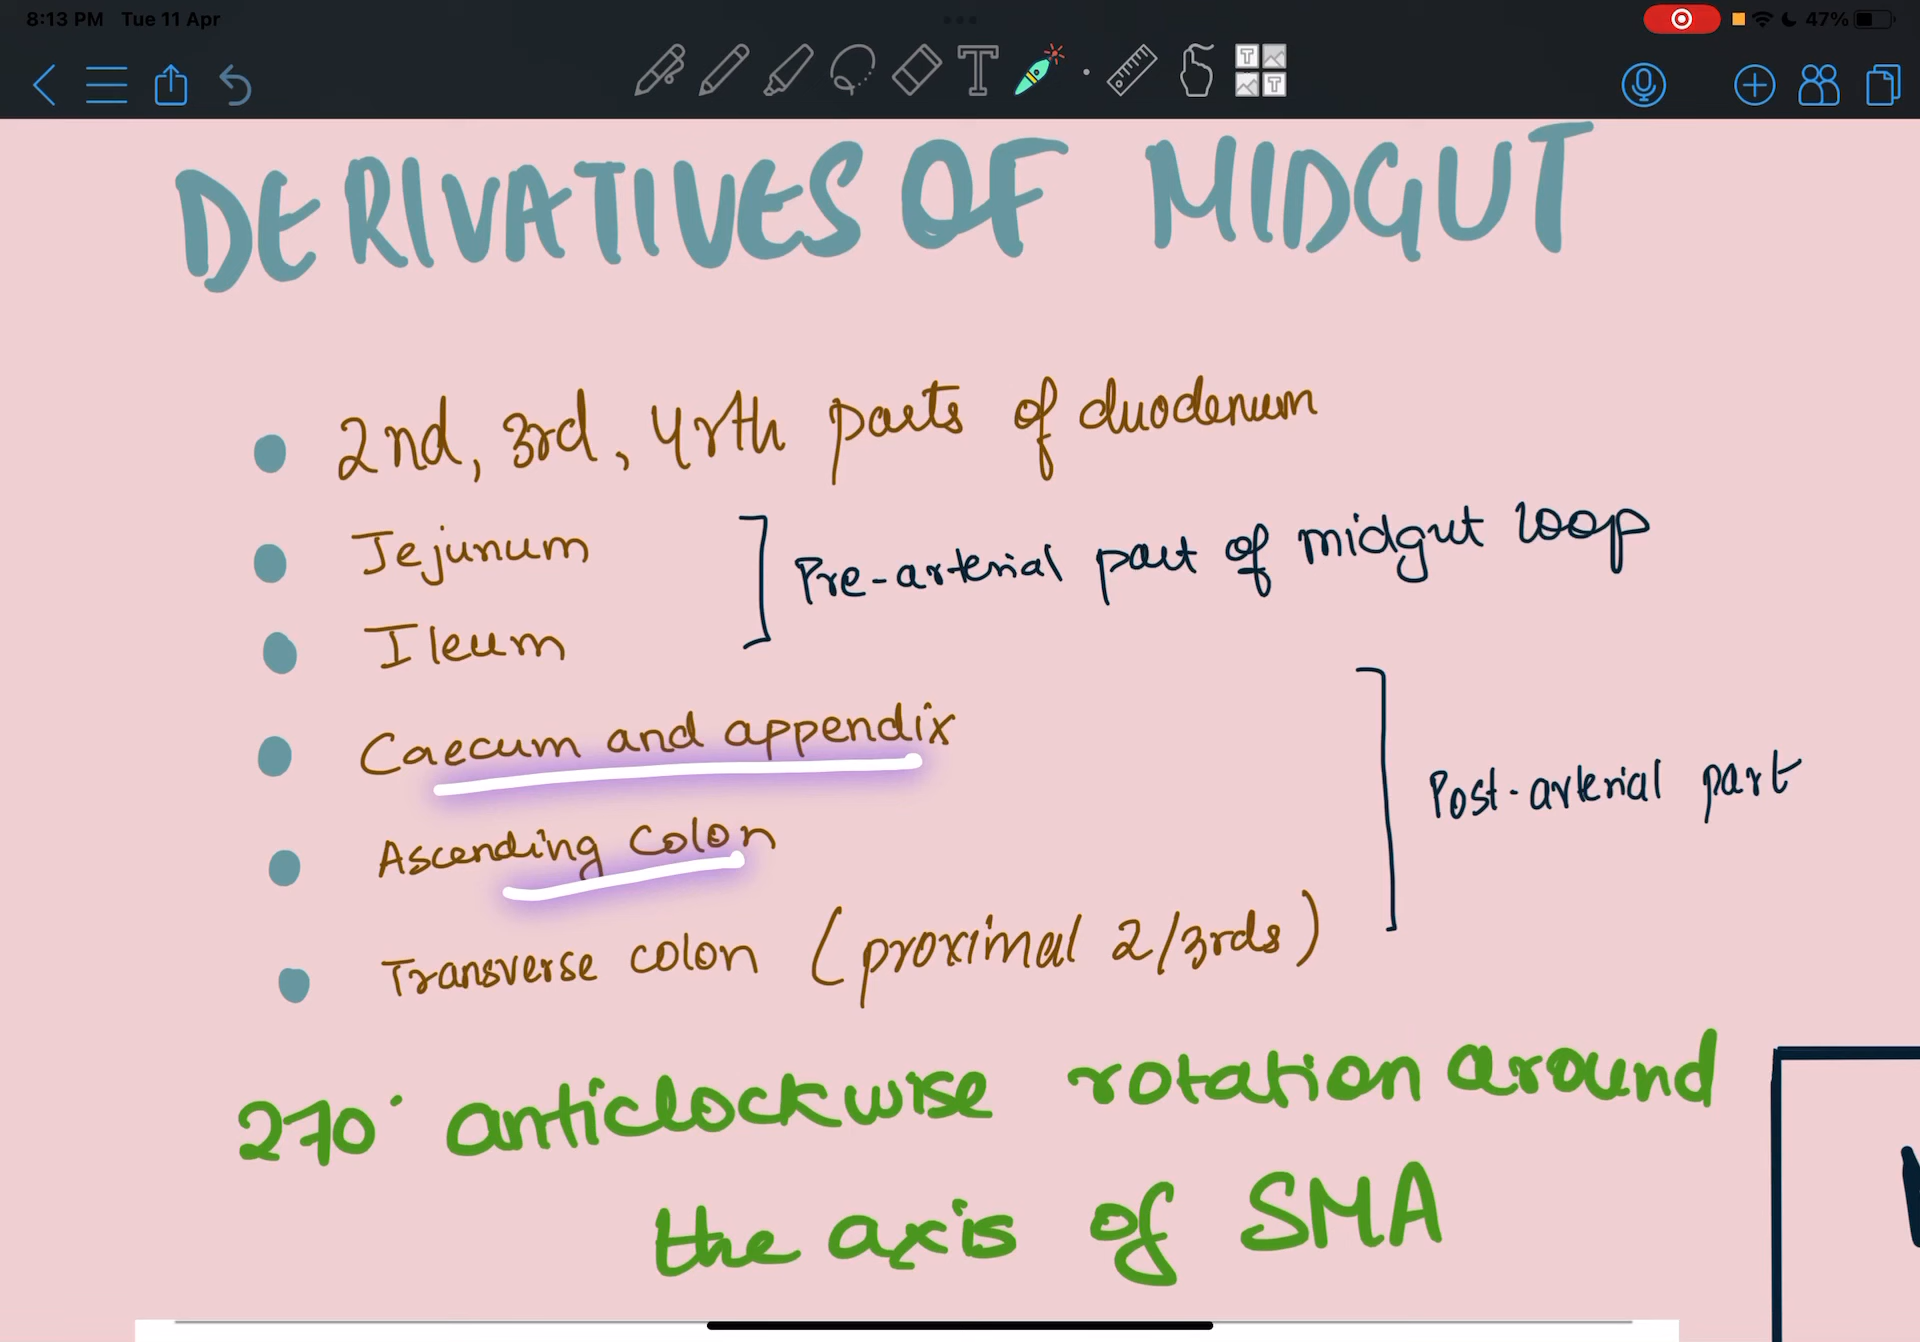 8:13 PM Tue 11 Apr
47%
DERIVATIVES OF MIDGUT
2nd, 3rd, 4rth parts of duodenum
Jejunum
Pre-arterial part of midgut loop
Ileum
Caecum and appendix
Post-arterial part
Ascending colon
Transverse colon (proximal 2/3rds)
270° anticlockwise rotation around
the axis of SMA